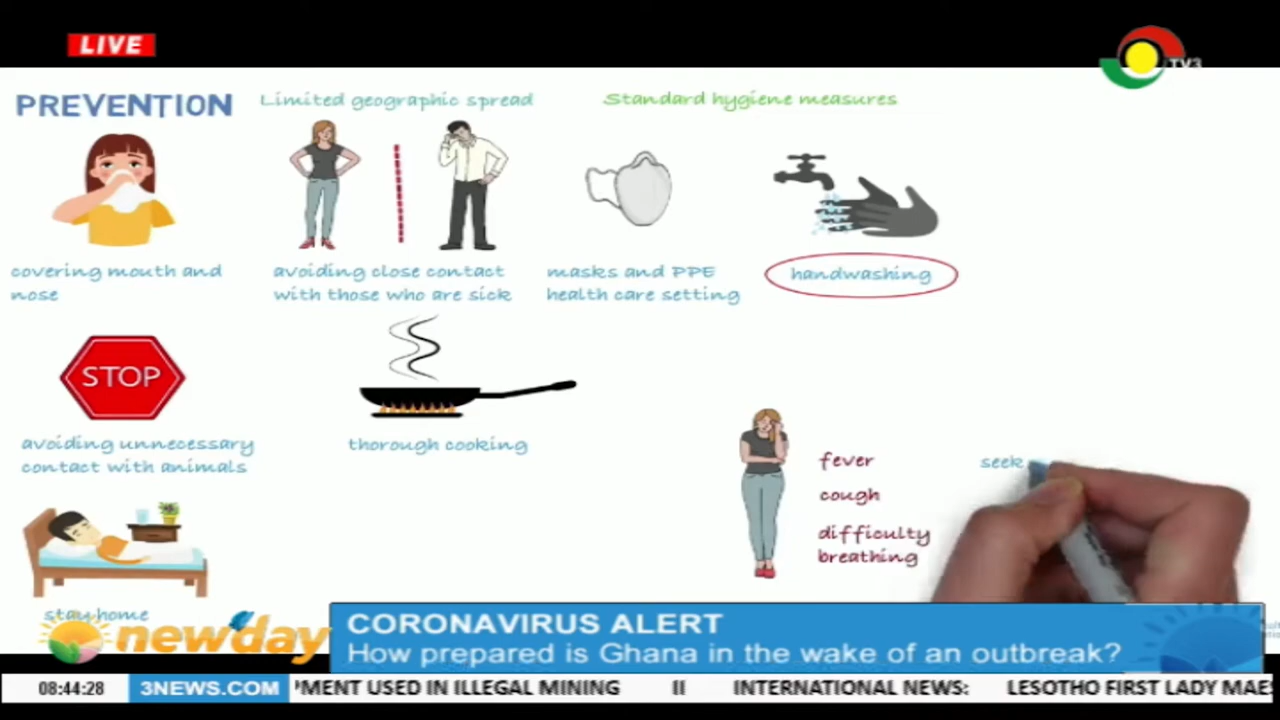 LIVE
TV3
PREVENTION
Limited geographic spread
Standard hygiene measures
covering mouth and
nose
avoiding close contact
with those who are sick
masks and PPE
health care setting
handwashing
STOP
avoiding unnecessary
contact with animals
thorough cooking
fever
cough
difficulty
breathing
seek
stay home
newday
CORONAVIRUS ALERT
How prepared is Ghana in the wake of an outbreak?
08:44:28
3NEWS.COM
'MENT USED IN ILLEGAL MINING II INTERNATIONAL NEWS: LESOTHO FIRST LADY MAES